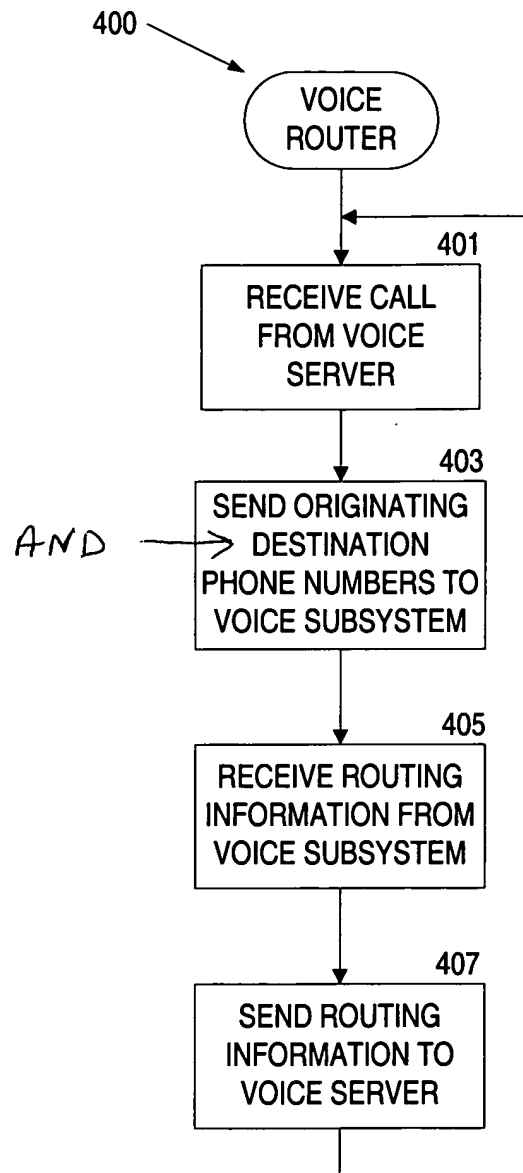 400
VOICE
ROUTER
401
RECEIVE CALL
FROM VOICE
SERVER
403
SEND ORIGINATING
AND DESTINATION
PHONE NUMBERS TO
VOICE SUBSYSTEM
405
RECEIVE ROUTING
INFORMATION FROM
VOICE SUBSYSTEM
407
SEND ROUTING
INFORMATION TO
VOICE SERVER